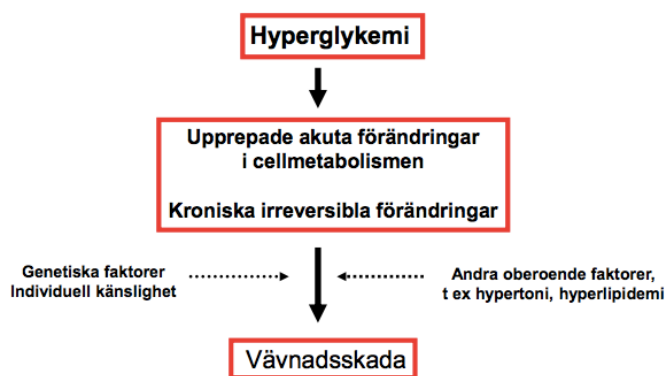 Hyperglykemi
Upprepade akuta förändringar
i cellmetabolismen
Kroniska irreversibla förändringar
Genetiska faktorer
Individuell känslighet
Andra oberoende faktorer,
t ex hypertoni, hyperlipidemi
Vävnadsskada